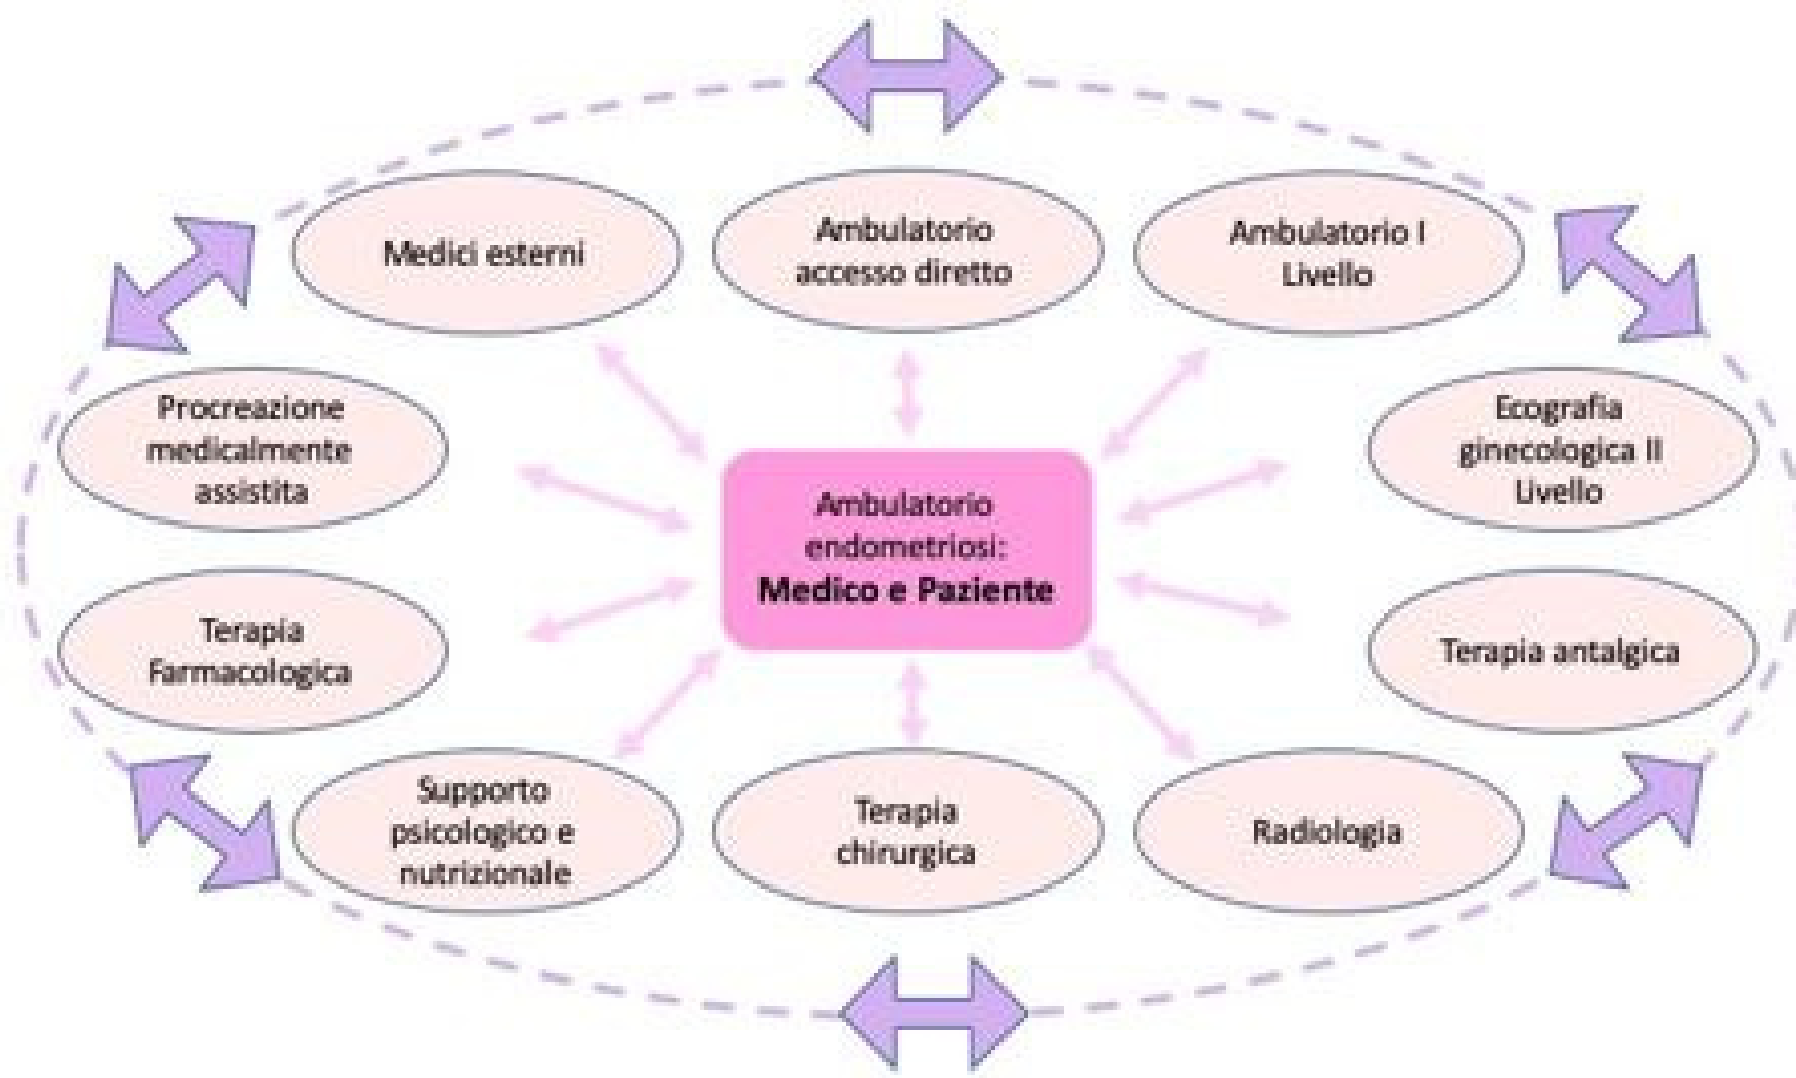 Medici esterni
Ambulatorio
accesso diretto
Ambulatorio I
Livello
Procreazione
medicalmente
assistita
Ecografia
ginecologica II
Livello
Ambulatorio
endometriosi:
Medico e Paziente
Terapia
Farmacologica
Terapia antalgica
Supporto
psicologico e
nutrizionale
Terapia
chirurgica
Radiologia